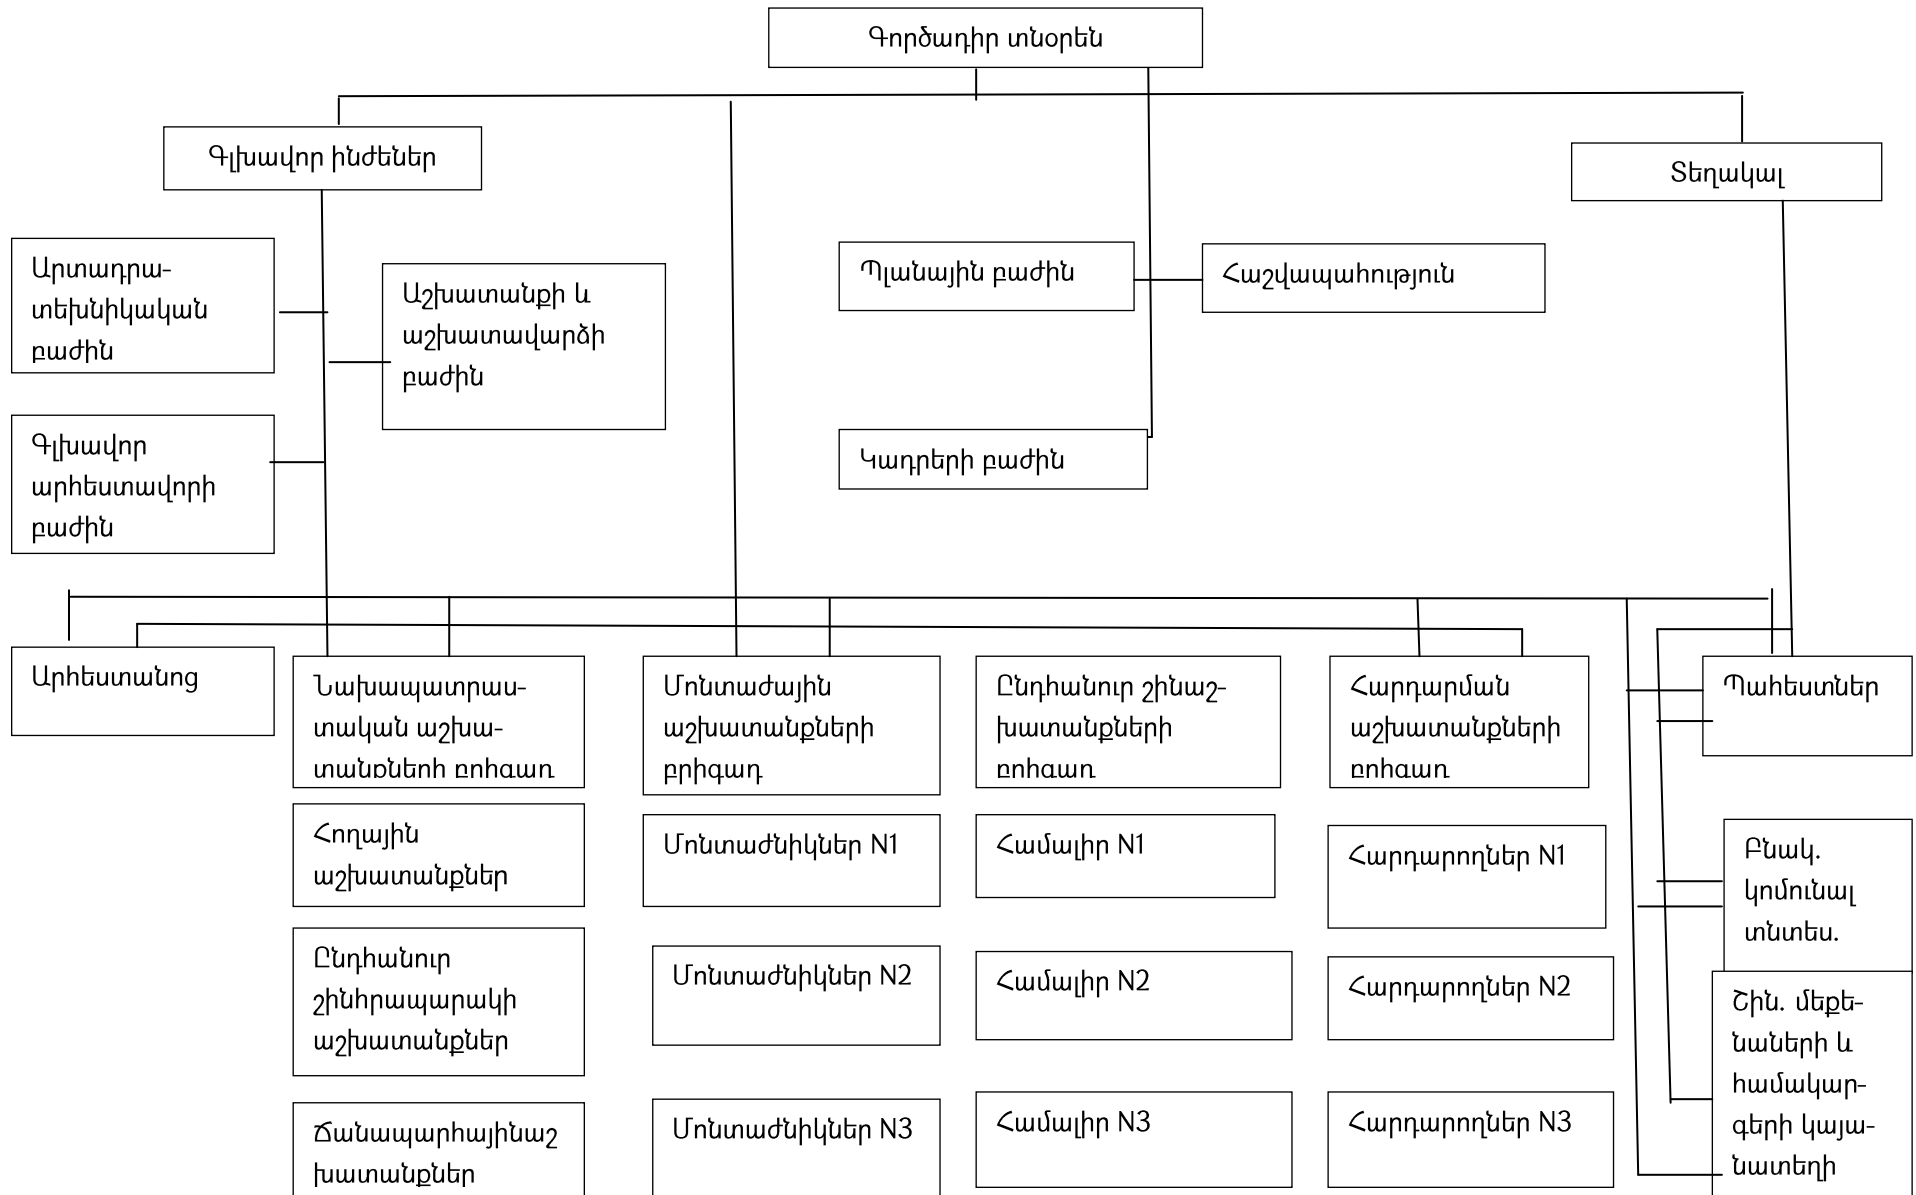 Գործադիր տնօրեն
Գլխավոր ինժեներ
Տեղակալ
Արտադրա-
տեխնիկական
բաժին
Աշխատանքի և
աշխատավարձի
բաժին
Պլանային բաժին
Հաշվապահություն
Գլխավոր
արհեստավորի
բաժին
Կադրերի բաժին
Արհեստանոց
Նախապատրաս-
տական աշխա-
տանքների բրիգադ
Մոնտաժային
աշխատանքների
բրիգադ
Ընդհանուր շինաշ-
խատանքների
բրիգադ
Հարդարման
աշխատանքների
բրիգադ
Պահեստներ
Հողային
աշխատանքներ
Մոնտաժնիկներ N1
Համալիր N1
Հարդարողներ N1
Բնակ.
կոմունալ
տնտես.
Ընդհանուր
շինհրապարակի
աշխատանքներ
Մոնտաժնիկներ N2
Համալիր N2
Հարդարողներ N2
Շին. մեքե-
նաների և
համակար-
գերի կայա-
նատեղի
Ճանապարհայինաշ
խատանքներ
Մոնտաժնիկներ N3
Համալիր N3
Հարդարողներ N3